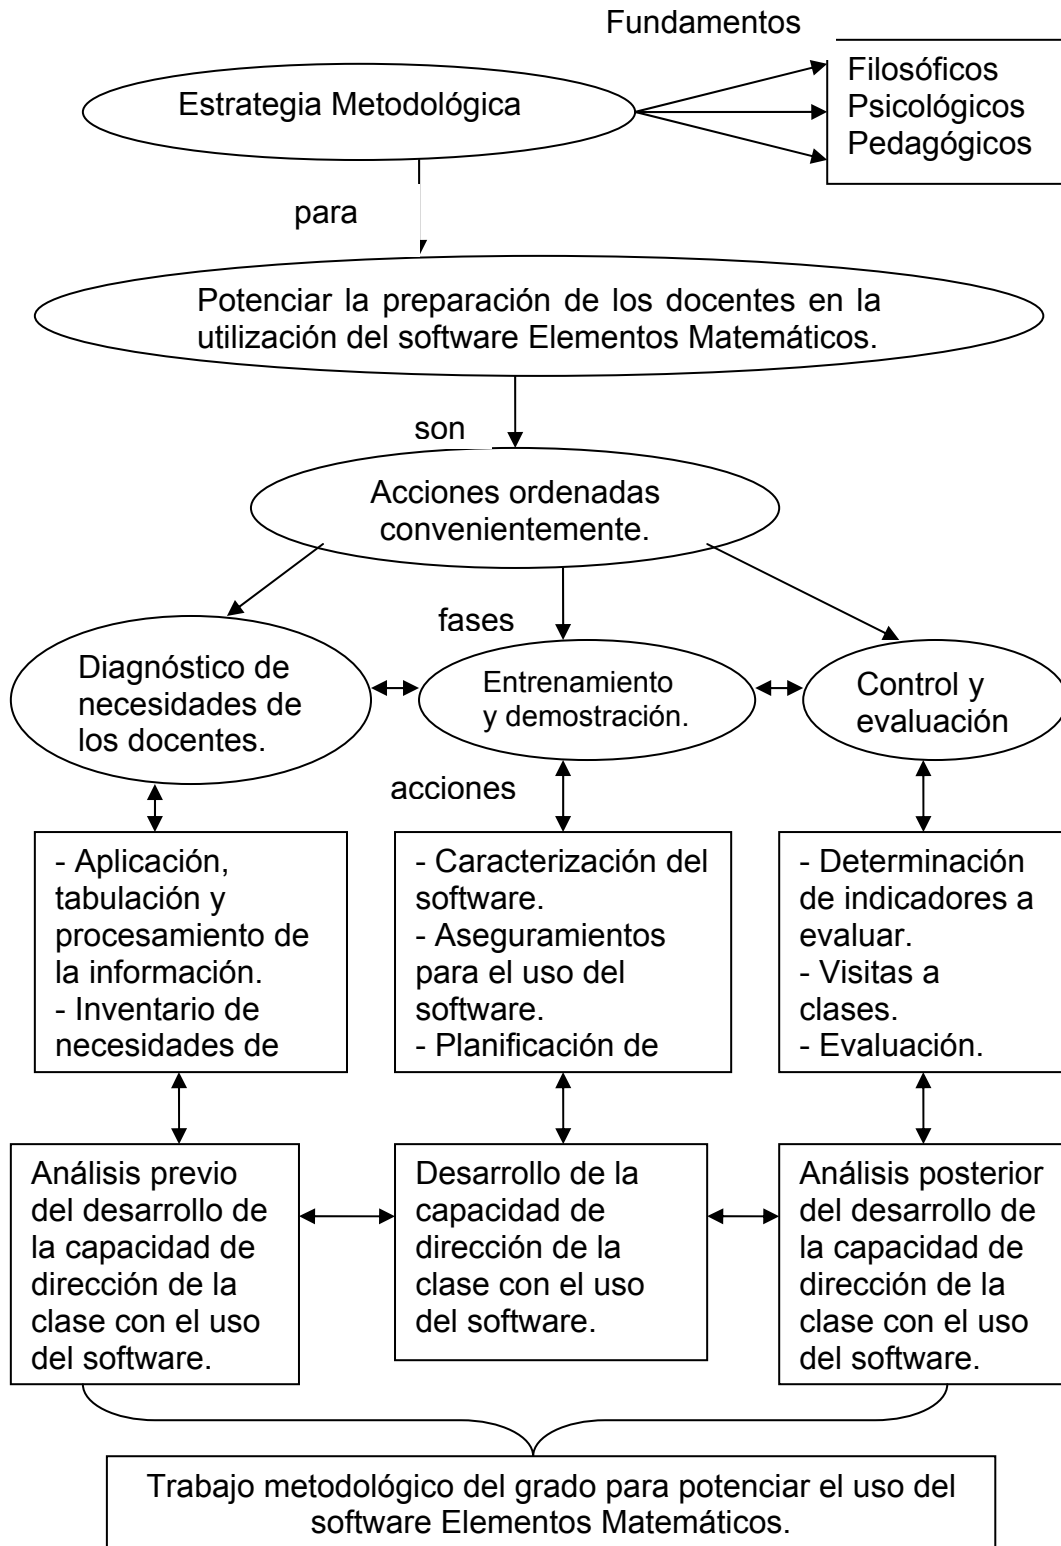 Fundamentos
Filosóficos
Psicológicos
Pedagógicos
Estrategia Metodológica
para
Potenciar la preparación de los docentes en la
utilización del software Elementos Matemáticos.
son
Acciones ordenadas
convenientemente.
fases
Diagnóstico de
necesidades de
los docentes.
Entrenamiento
y demostración.
Control y
evaluación
acciones
- Aplicación,
tabulación y
procesamiento de
la información.
- Inventario de
necesidades de
- Caracterización del
software.
- Aseguramientos
para el uso del
software.
- Planificación de
- Determinación
de indicadores a
evaluar.
- Visitas a
clases.
- Evaluación.
Análisis previo
del desarrollo de
la capacidad de
dirección de la
clase con el uso
del software.
Desarrollo de la
capacidad de
dirección de la
clase con el uso
del software.
Análisis posterior
del desarrollo de
la capacidad de
dirección de la
clase con el uso
del software.
Trabajo metodológico del grado para potenciar el uso del
software Elementos Matemáticos.